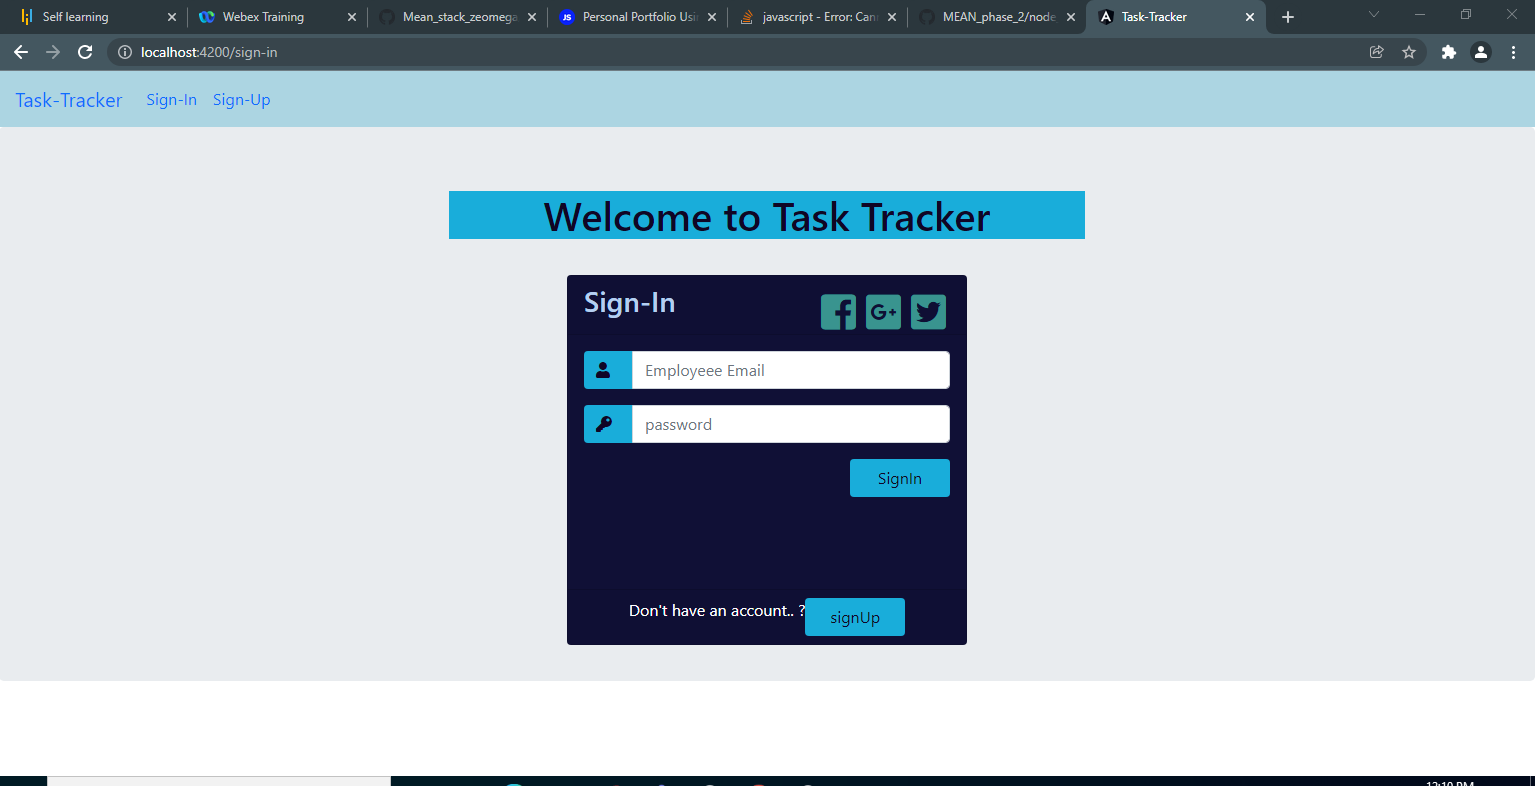 Self learning
Webex Training
Mean_stack_zeomega
Personal Portfolio Usi
JS
javascript - Error: Can
MEAN_phase_2/node
Task-Tracker
localhost:4200/sign-in
Task-Tracker Sign-In Sign-Up
Welcome to Task Tracker
Sign-In
G+
Employeee Email
password
SignIn
Don't have an account.. ? signUp